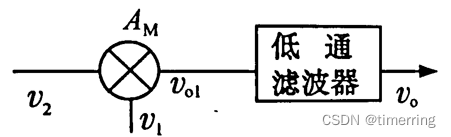 A_M
低 通
滤波器
v_2
v_1
v_o1
v_o
CSDN @timerring